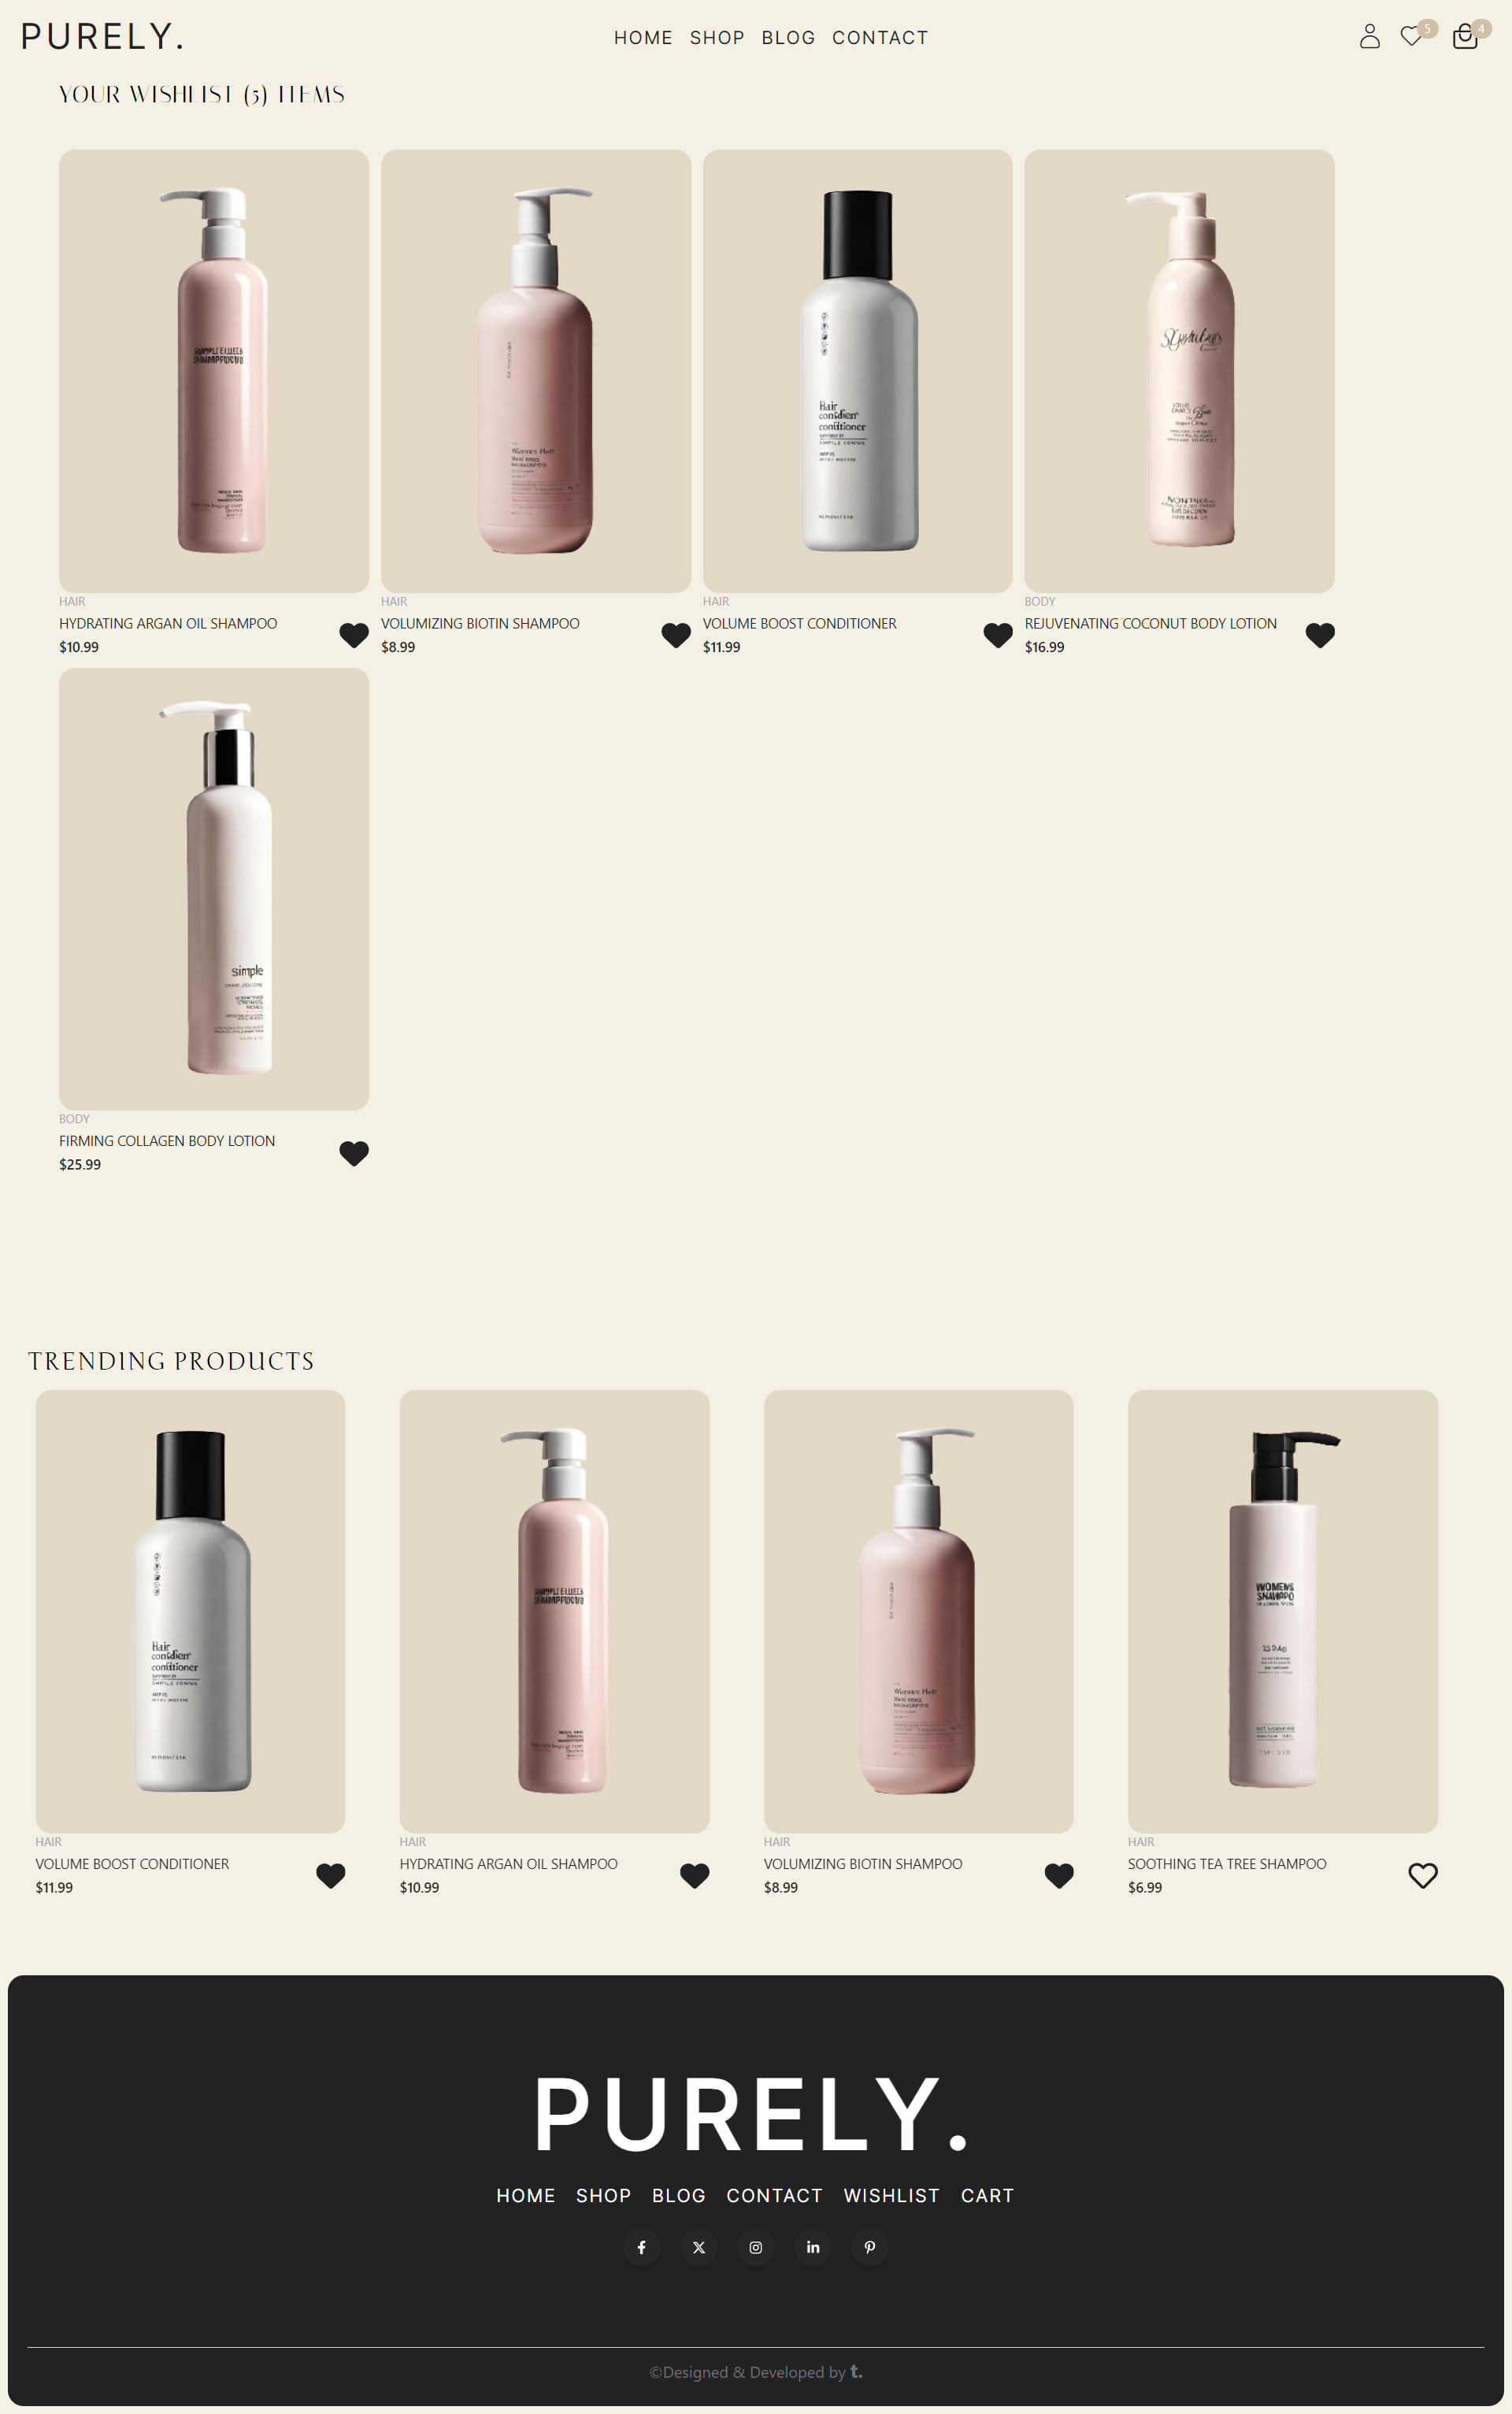 PURELY.
HOME SHOP BLOG CONTACT
5
4
YOUR WISHLIST (5) ITEMS
Hair
HAIR
HYDRATING ARGAN OIL SHAMPOO
$10.99
HAIR
VOLUMIZING BIOTIN SHAMPOO
$8.99
HAIR
VOLUME BOOST CONDITIONER
$11.99
BODY
REJUVENATING COCONUT BODY LOTION
$16.99
simple
BODY
FIRMING COLLAGEN BODY LOTION
$25.99
TRENDING PRODUCTS
Hair
WOMENS
HAIR
VOLUME BOOST CONDITIONER
$11.99
HAIR
HYDRATING ARGAN OIL SHAMPOO
$10.99
HAIR
VOLUMIZING BIOTIN SHAMPOO
$8.99
HAIR
SOOTHING TEA TREE SHAMPOO
$6.99
PURELY.
HOME SHOP BLOG CONTACT WISHLIST CART
©Designed & Developed by t.